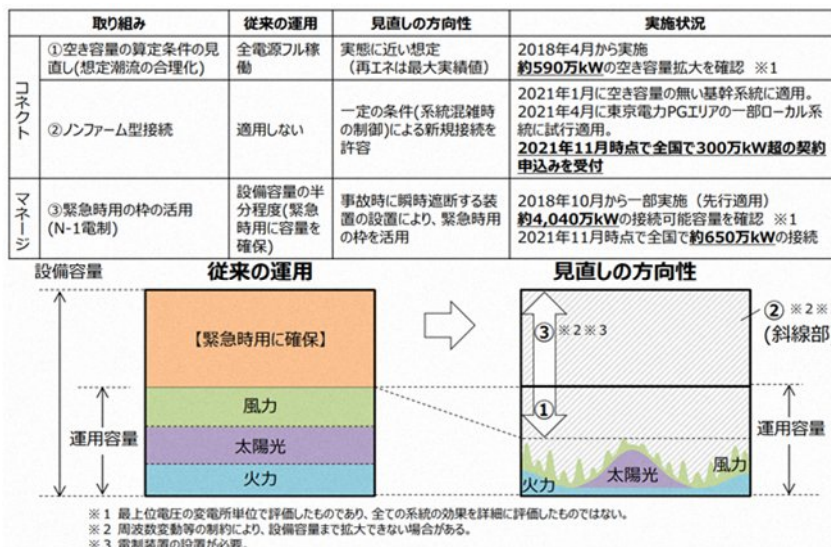 取り組み 従来の運用 見直しの方向性 実施状況
コネクト
①空き容量の算定条件の見
直し(想定潮流の合理化)
全電源フル稼
働
実態に近い想定
（再エネは最大実績値）
2018年4月から実施
約590万kWの空き容量拡大を確認 ※1
②ノンファーム型接続
適用しない
一定の条件(系統混雑時
の制御)による新規接続を
許容
2021年1月に空き容量の無い基幹系統に適用。
2021年4月に東京電力PGエリアの一部ローカル系
統に試行適用。
2021年11月時点で全国で300万kW超の契約
申込みを受付
マネージ
③緊急時用の枠の活用
(N-1電制)
設備容量の半
分程度(緊急
時用に容量を
確保)
事故時に瞬時遮断する装
置の設置により、緊急時用
の枠を活用
2018年10月から一部実施（先行適用）
約4,040万kWの接続可能容量を確認 ※1
2021年11月時点で全国で約650万kWの接続
設備容量 従来の運用 見直しの方向性
【緊急時用に確保】
風力
太陽光
火力
運用容量
③ ※2※3
② ※2※
(斜線部
①
火力 太陽光 風力
運用容量
※1 最上位電圧の変電所単位で評価したものであり、全ての系統の効果を詳細に評価したものではない。
※2 周波数変動等の制約により、設備容量まで拡大できない場合がある。
※3 電制装置の設置が必要。